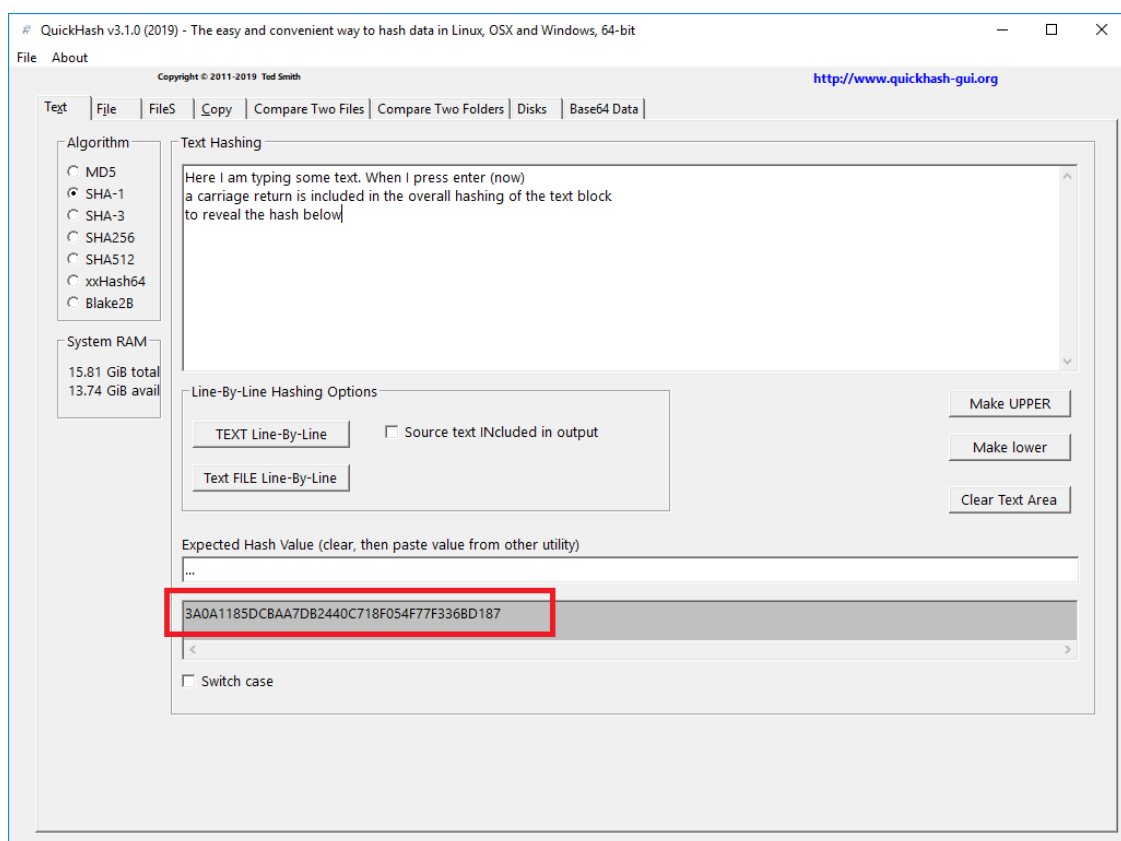 QuickHash v3.1.0 (2019) - The easy and convenient way to hash data in Linux, OSX and Windows, 64-bit
File About
Copyright © 2011-2019 Ted Smith
http://www.quickhash-gui.org
Text File FileS Copy Compare Two Files Compare Two Folders Disks Base64 Data
Algorithm
MD5
SHA-1
SHA-3
SHA256
SHA512
xxHash64
Blake2B
System RAM
15.81 GiB total
13.74 GiB avail
Text Hashing
Here I am typing some text. When I press enter (now)
a carriage return is included in the overall hashing of the text block
to reveal the hash below
Line-By-Line Hashing Options
TEXT Line-By-Line
Source text INcluded in output
Text FILE Line-By-Line
Make UPPER
Make lower
Clear Text Area
Expected Hash Value (clear, then paste value from other utility)
...
3A0A1185DCBAA7DB2440C718F054F77F336BD187
Switch case